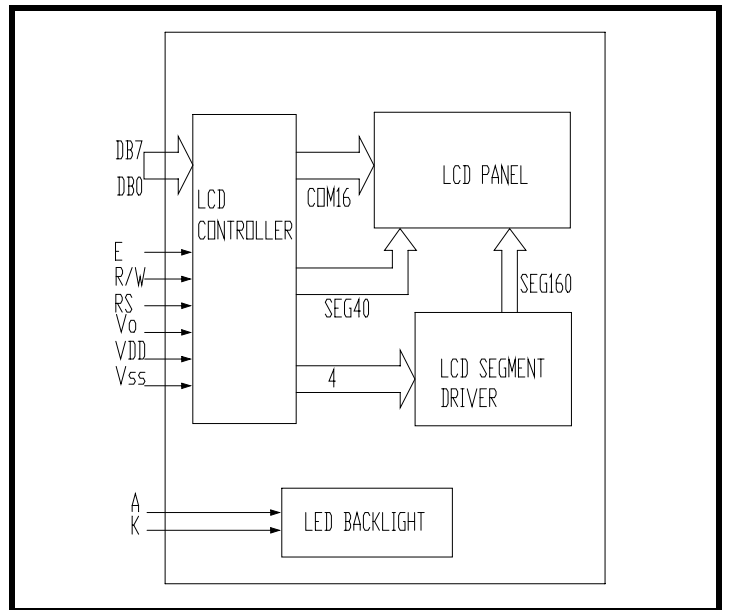 DB7
DB0
LCD
CONTROLLER
E
R/W
RS
Vo
VDD
Vss
COM16
SEG40
4
LCD PANEL
SEG160
LCD SEGMENT
DRIVER
A
K
LED BACKLIGHT